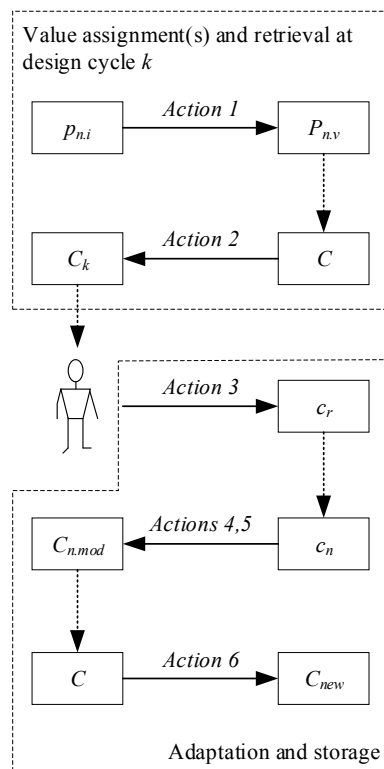 Value assignment(s) and retrieval at
design cycle k
Action 1
p_{n.i}
P_{n.v}
Action 2
C_k
C
Action 3
c_r
Actions 4,5
C_{n.mod}
c_n
Action 6
C
C_{new}
Adaptation and storage